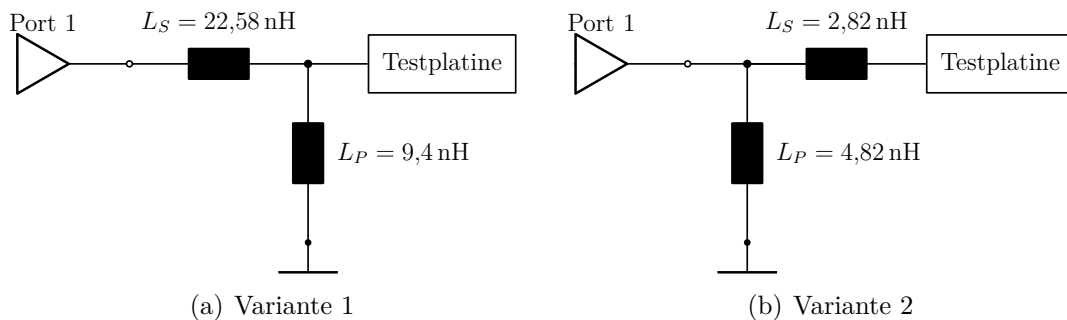 Port 1
L_S = 22,58 nH
Testplatine
L_P = 9,4 nH
(a) Variante 1
Port 1
L_S = 2,82 nH
Testplatine
L_P = 4,82 nH
(b) Variante 2